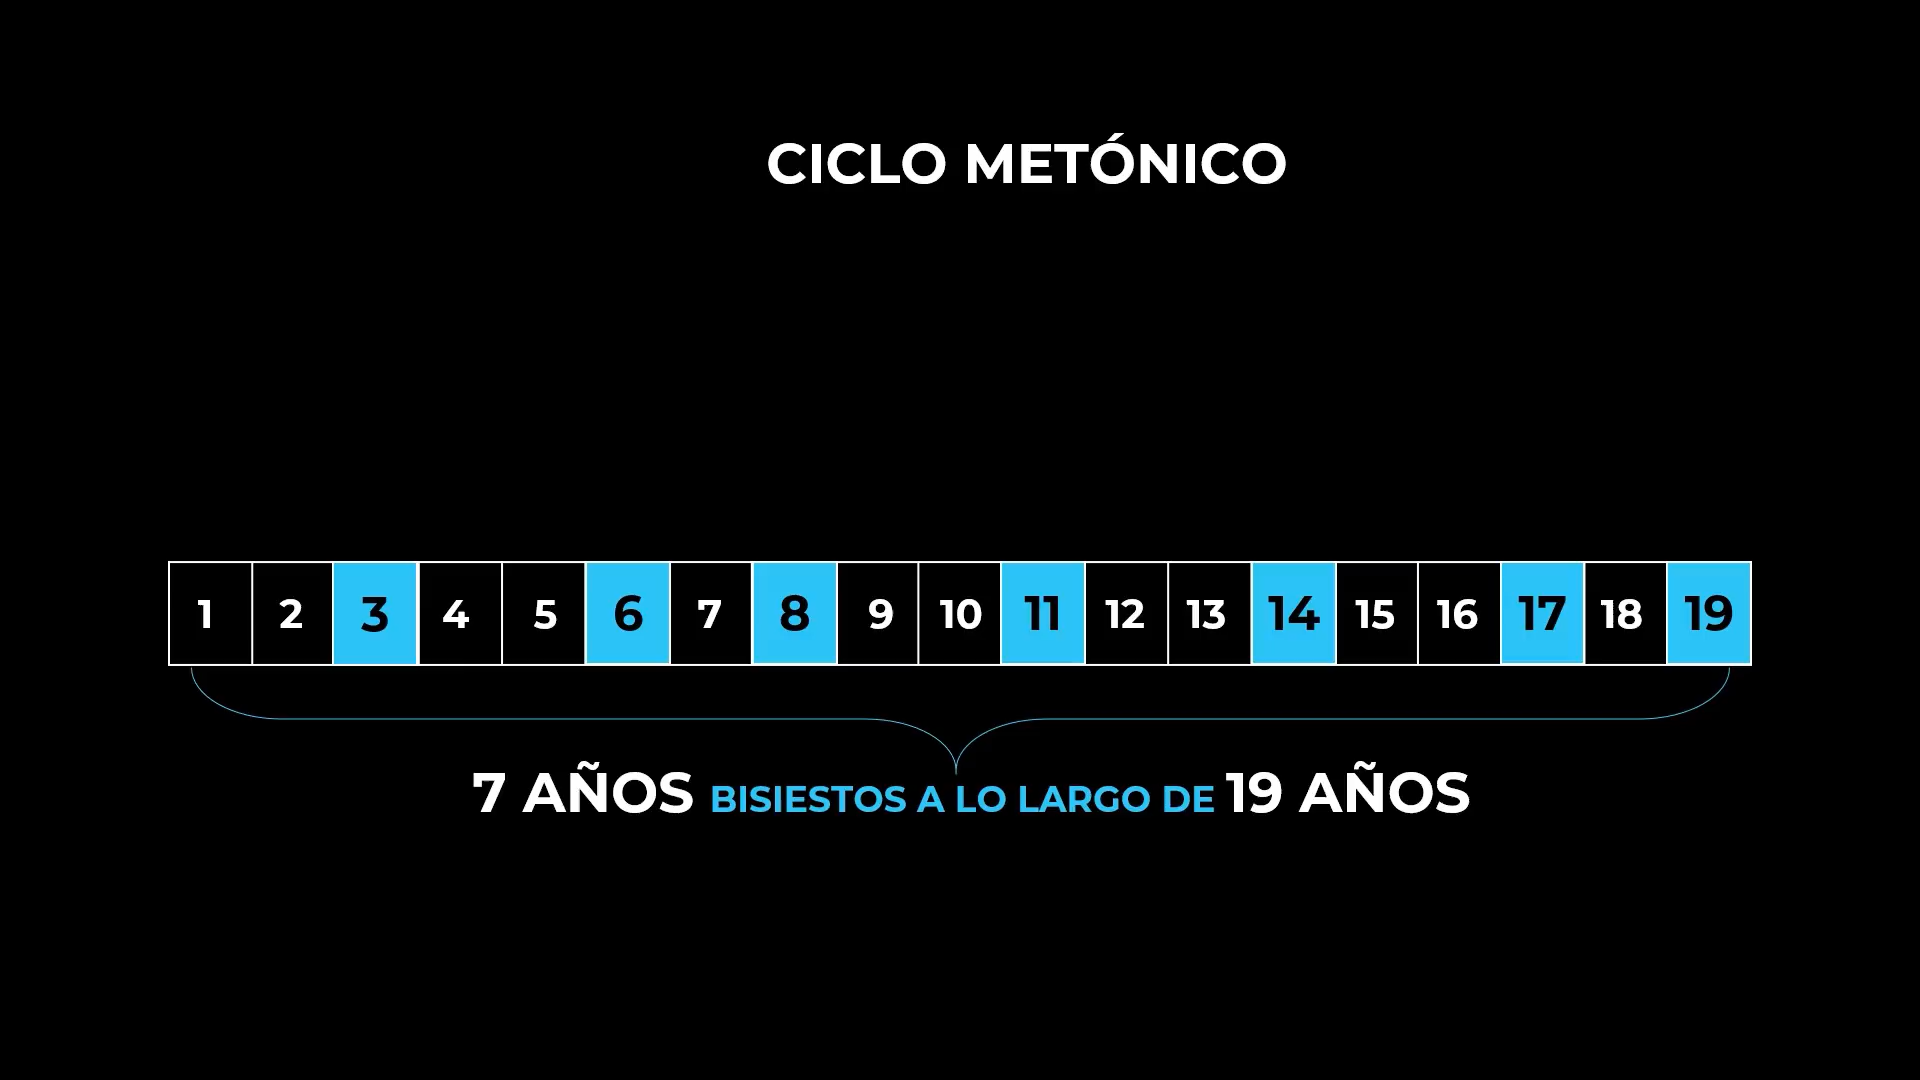 CICLO METÓNICO
1 2 3 4 5 6 7 8 9 10 11 12 13 14 15 16 17 18 19
7 AÑOS BISIESTOS A LO LARGO DE 19 AÑOS